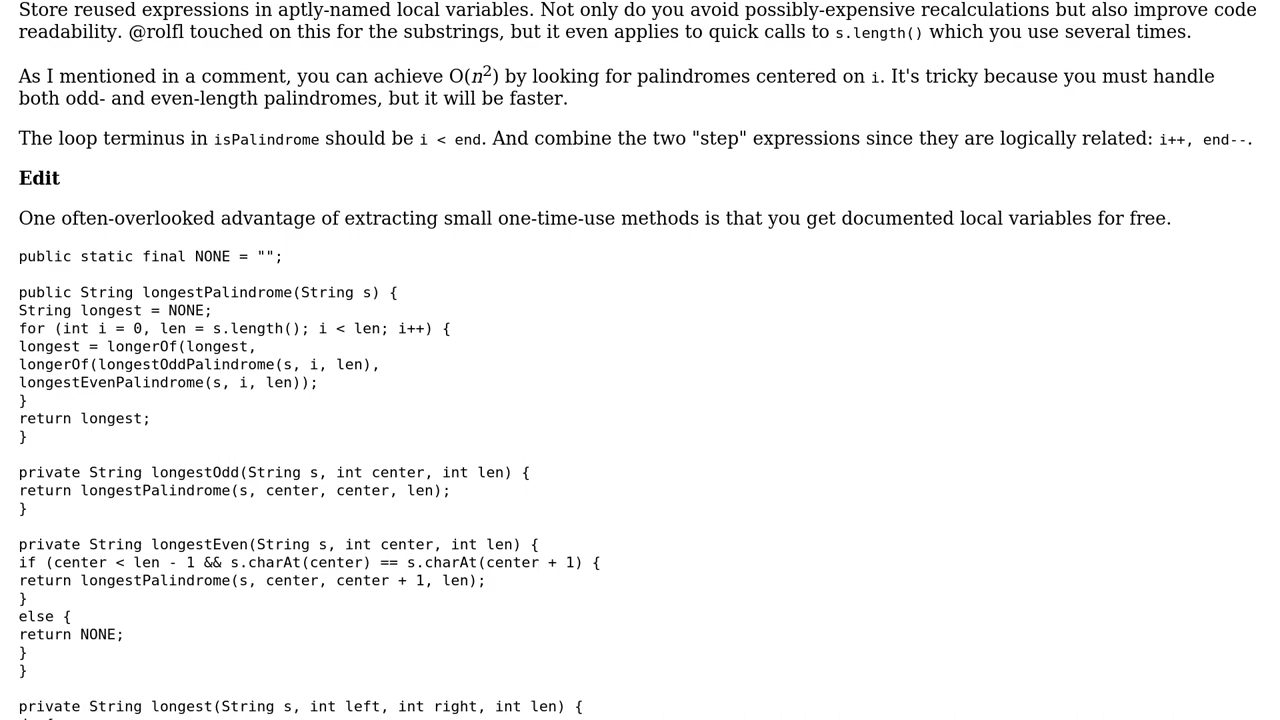 Store reused expressions in aptly-named local variables. Not only do you avoid possibly-expensive recalculations but also improve code
readability. @rolfl touched on this for the substrings, but it even applies to quick calls to s.length() which you use several times.
As I mentioned in a comment, you can achieve O(n²) by looking for palindromes centered on i. It's tricky because you must handle
both odd- and even-length palindromes, but it will be faster.
The loop terminus in isPalindrome should be i < end. And combine the two "step" expressions since they are logically related: i++, end--.
Edit
One often-overlooked advantage of extracting small one-time-use methods is that you get documented local variables for free.
public static final NONE = "";
public String longestPalindrome(String s) {
String longest = NONE;
for (int i = 0, len = s.length(); i < len; i++) {
longest = longerOf(longest,
longerOf(longestOddPalindrome(s, i, len),
longestEvenPalindrome(s, i, len));
}
return longest;
}
private String longestOdd(String s, int center, int len) {
return longestPalindrome(s, center, center, len);
}
private String longestEven(String s, int center, int len) {
if (center < len - 1 && s.charAt(center) == s.charAt(center + 1) {
return longestPalindrome(s, center, center + 1, len);
}
else {
return NONE;
}
}
private String longest(String s, int left, int right, int len) {